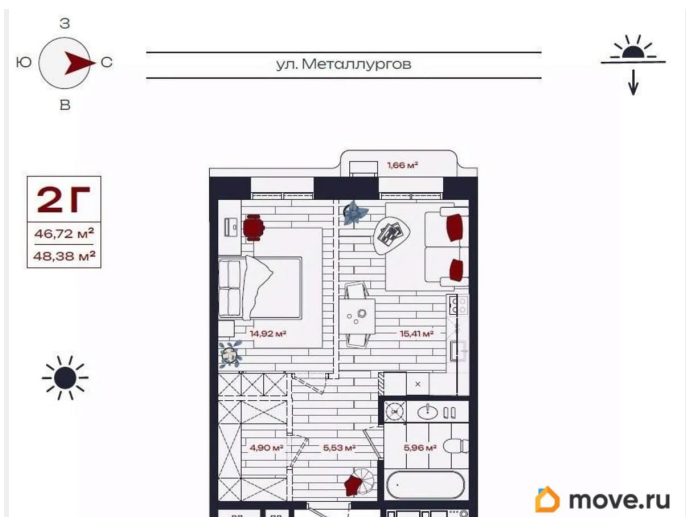 З
Ю
С
В
ул. Металлургов
1,66 м²
2Г
46,72 м²
48,38 м²
14,92 м²
15,41 м²
4,90 м²
5,53 м²
5,96 м²
move.ru